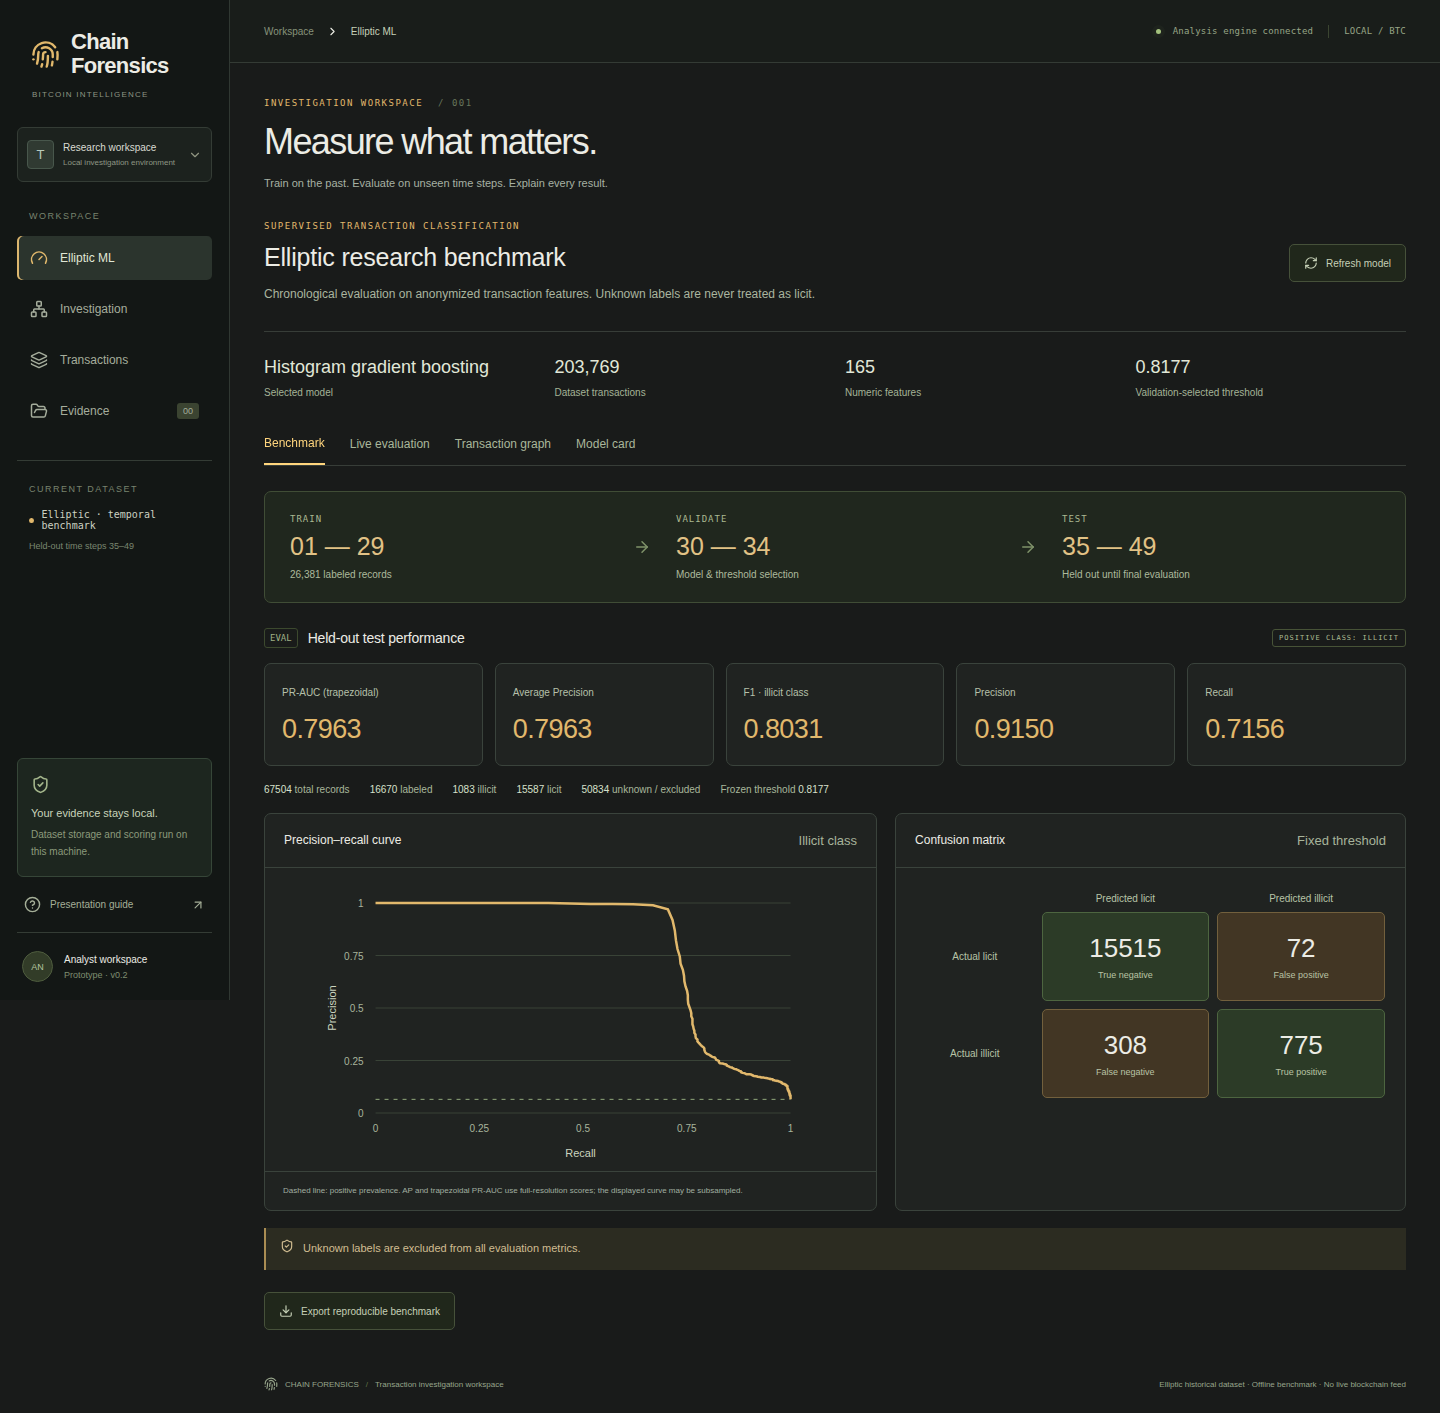 Chain
Forensics
BITCOIN INTELLIGENCE
T
Research workspace
Local investigation environment
WORKSPACE
Elliptic ML
Investigation
Transactions
Evidence
00
CURRENT DATASET
Elliptic · temporal
benchmark
Held-out time steps 35–49
Your evidence stays local.
Dataset storage and scoring run on
this machine.
Presentation guide
AN
Analyst workspace
Prototype · v0.2
Workspace
Elliptic ML
Analysis engine connected
LOCAL / BTC
INVESTIGATION WORKSPACE / 001
Measure what matters.
Train on the past. Evaluate on unseen time steps. Explain every result.
SUPERVISED TRANSACTION CLASSIFICATION
Elliptic research benchmark
Refresh model
Chronological evaluation on anonymized transaction features. Unknown labels are never treated as licit.
Histogram gradient boosting
Selected model
203,769
Dataset transactions
165
Numeric features
0.8177
Validation-selected threshold
Benchmark
Live evaluation
Transaction graph
Model card
TRAIN
01 — 29
26,381 labeled records
VALIDATE
30 — 34
Model & threshold selection
TEST
35 — 49
Held out until final evaluation
EVAL
Held-out test performance
POSITIVE CLASS: ILLICIT
PR-AUC (trapezoidal)
0.7963
Average Precision
0.7963
F1 · illicit class
0.8031
Precision
0.9150
Recall
0.7156
67504 total records
16670 labeled
1083 illicit
15587 licit
50834 unknown / excluded
Frozen threshold 0.8177
Precision–recall curve
Illicit class
1
0.75
0.5
0.25
0
Precision
0
0.25
0.5
0.75
1
Recall
Dashed line: positive prevalence. AP and trapezoidal PR-AUC use full-resolution scores; the displayed curve may be subsampled.
Confusion matrix
Fixed threshold
Predicted licit
Predicted illicit
Actual licit
15515
True negative
72
False positive
Actual illicit
308
False negative
775
True positive
Unknown labels are excluded from all evaluation metrics.
Export reproducible benchmark
CHAIN FORENSICS / Transaction investigation workspace
Elliptic historical dataset · Offline benchmark · No live blockchain feed